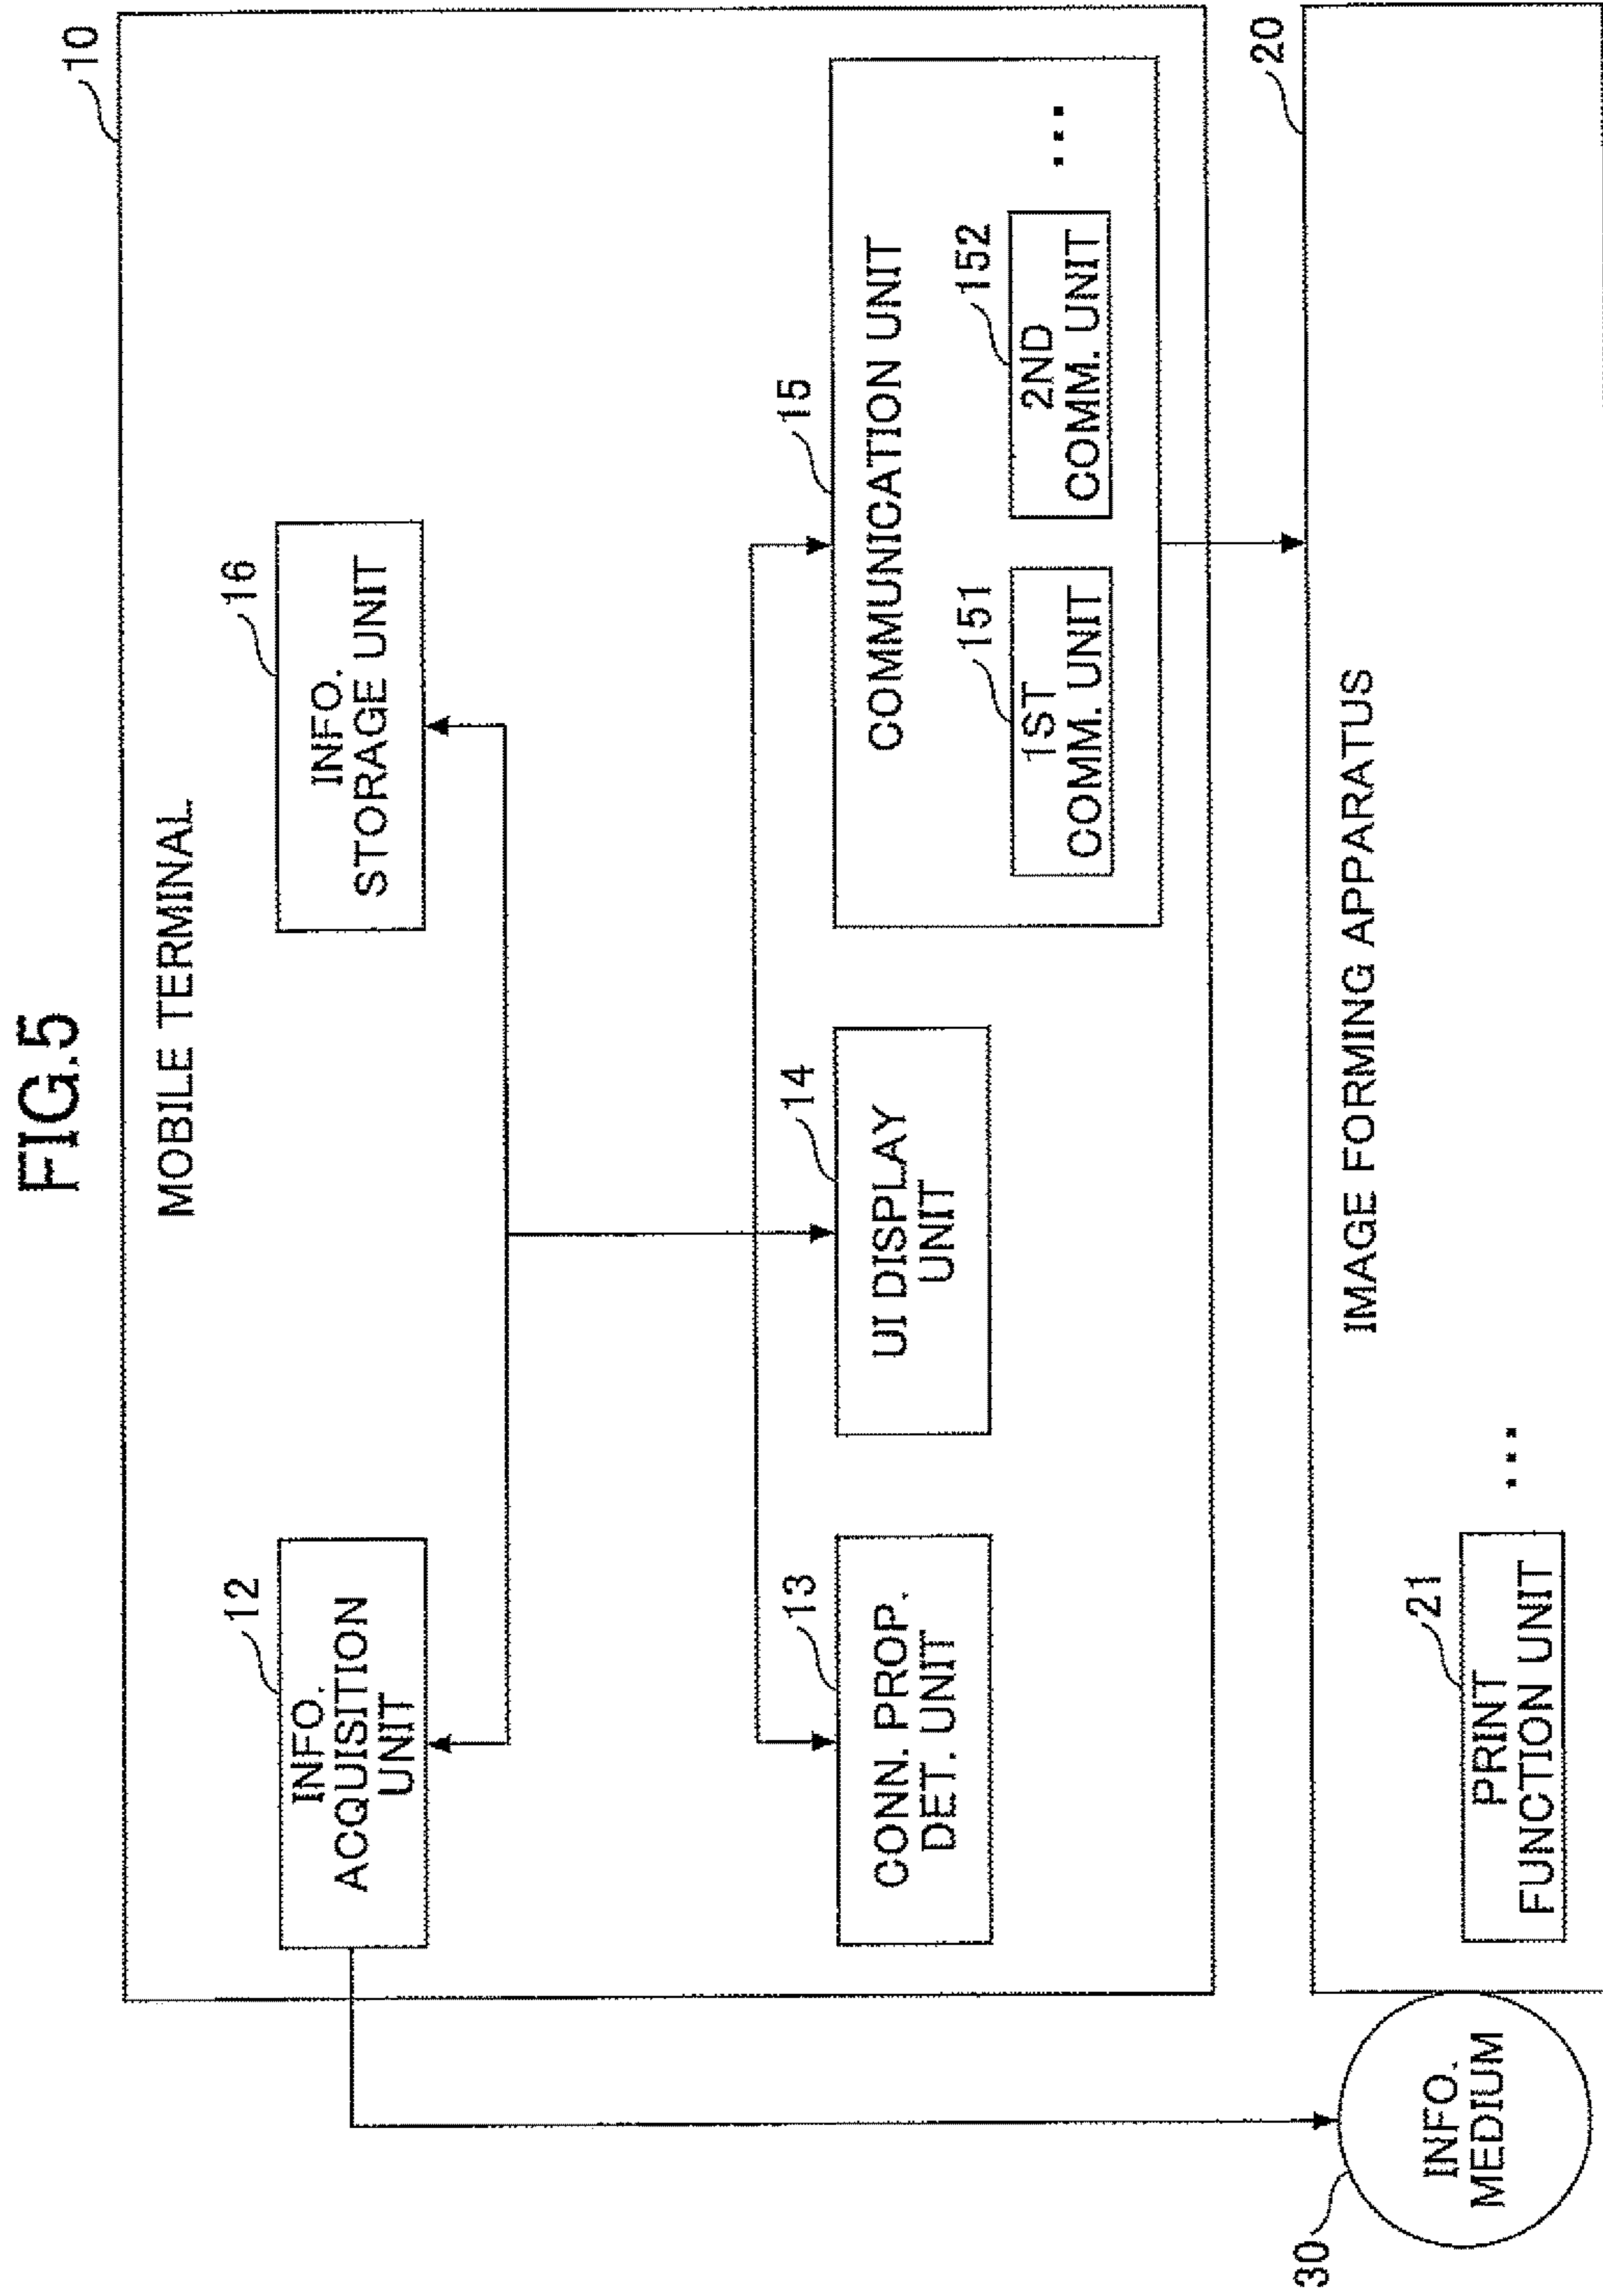 FIG.5
10
MOBILE TERMINAL
12
INFO.
ACQUISITION
UNIT
16
INFO.
STORAGE UNIT
13
CONN. PROP.
DET. UNIT
14
UI DISPLAY
UNIT
15
COMMUNICATION UNIT
151
1ST
COMM. UNIT
152
2ND
COMM. UNIT
...
20
IMAGE FORMING APPARATUS
21
PRINT
FUNCTION UNIT
...
30
INFO.
MEDIUM